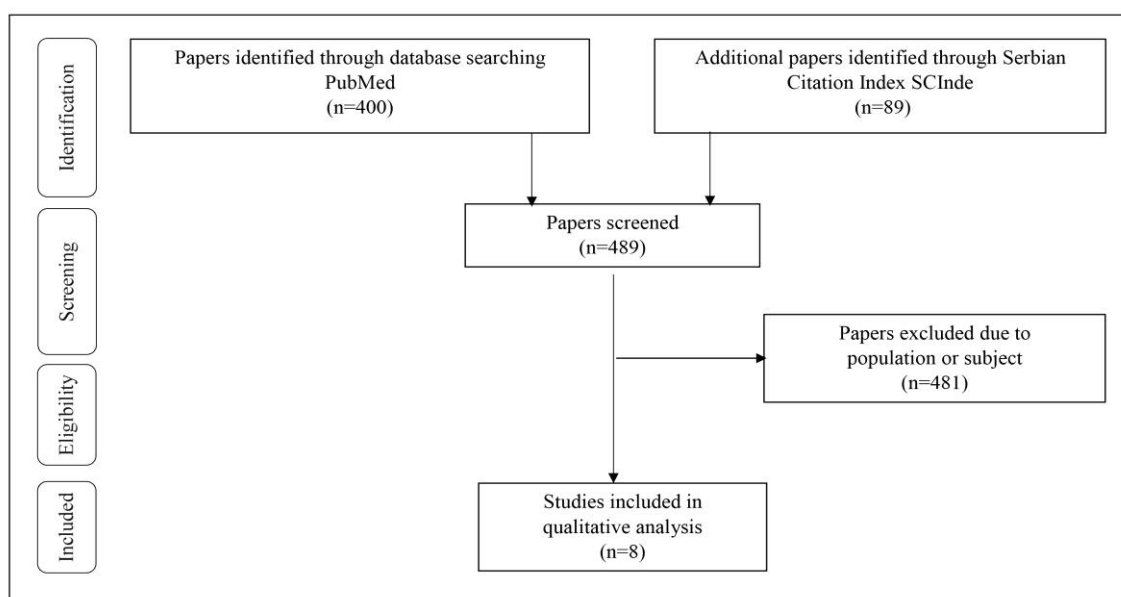 Identification
Papers identified through database searching
PubMed
(n=400)
Additional papers identified through Serbian
Citation Index SCInde
(n=89)
Screening
Papers screened
(n=489)
Papers excluded due to
population or subject
(n=481)
Eligibility
Included
Studies included in
qualitative analysis
(n=8)